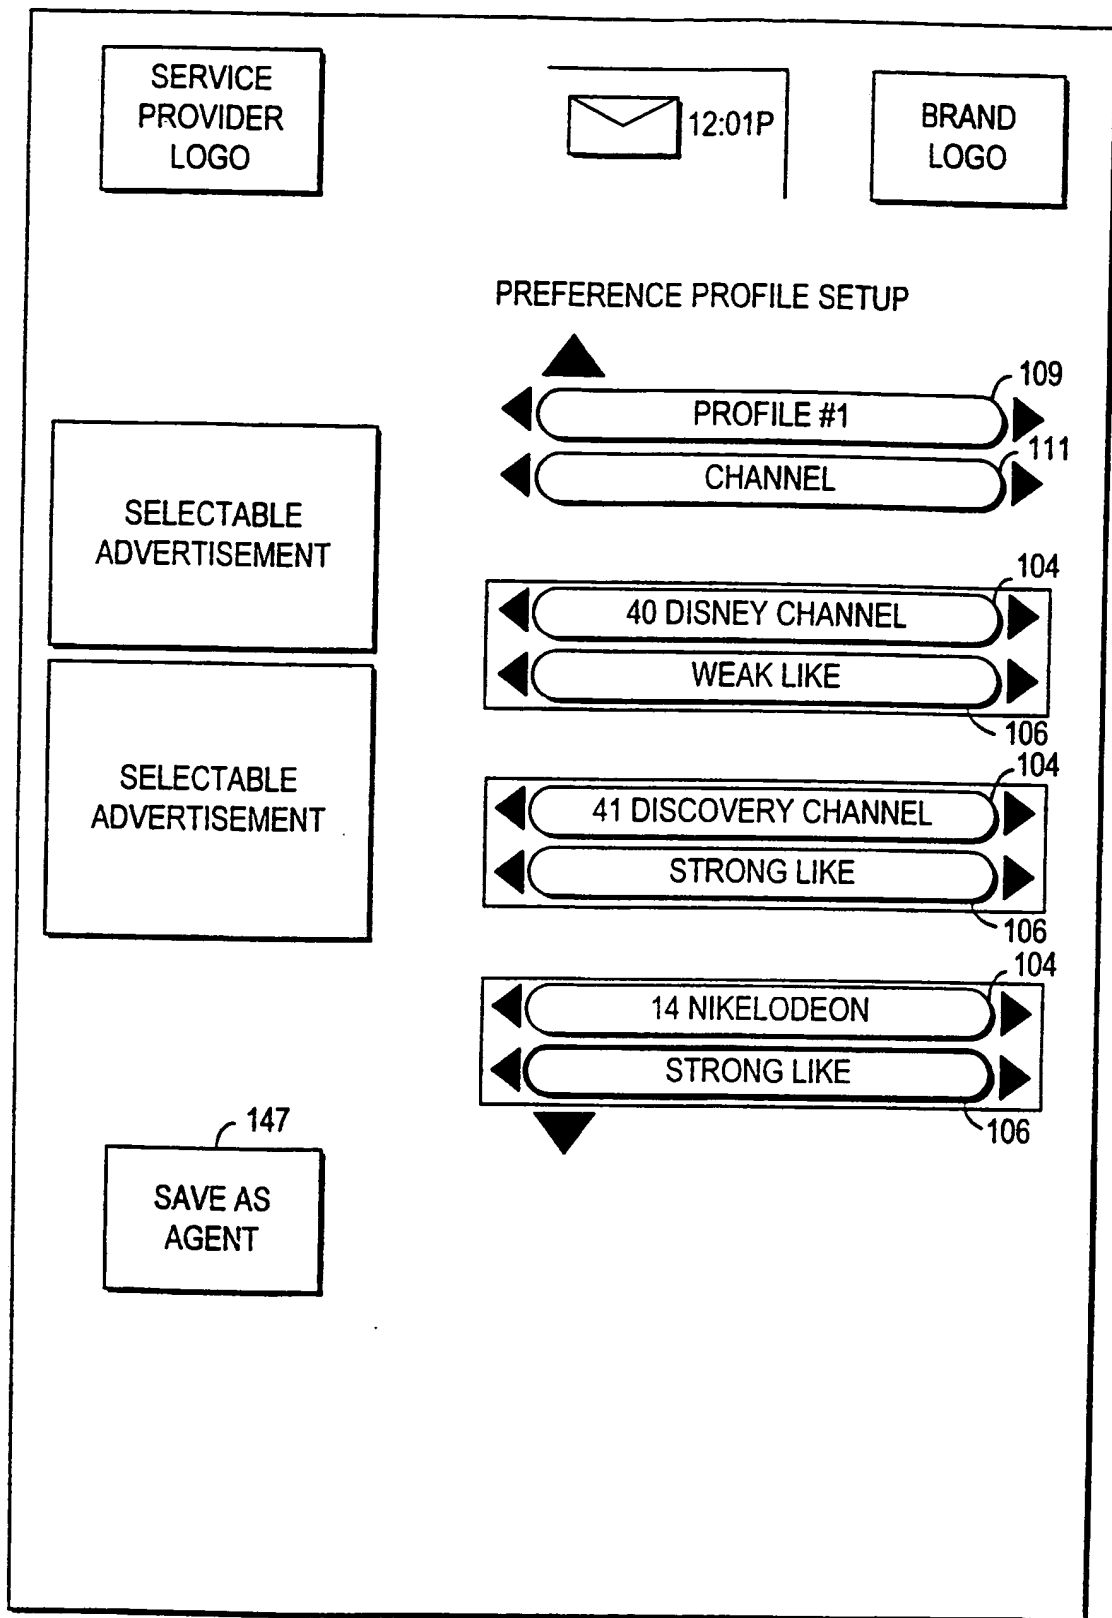 SERVICE
PROVIDER
LOGO
12:01P
BRAND
LOGO
PREFERENCE PROFILE SETUP
109
PROFILE #1
111
CHANNEL
SELECTABLE
ADVERTISEMENT
104
40 DISNEY CHANNEL
WEAK LIKE
106
SELECTABLE
ADVERTISEMENT
104
41 DISCOVERY CHANNEL
STRONG LIKE
106
104
14 NIKELODEON
STRONG LIKE
106
147
SAVE AS
AGENT